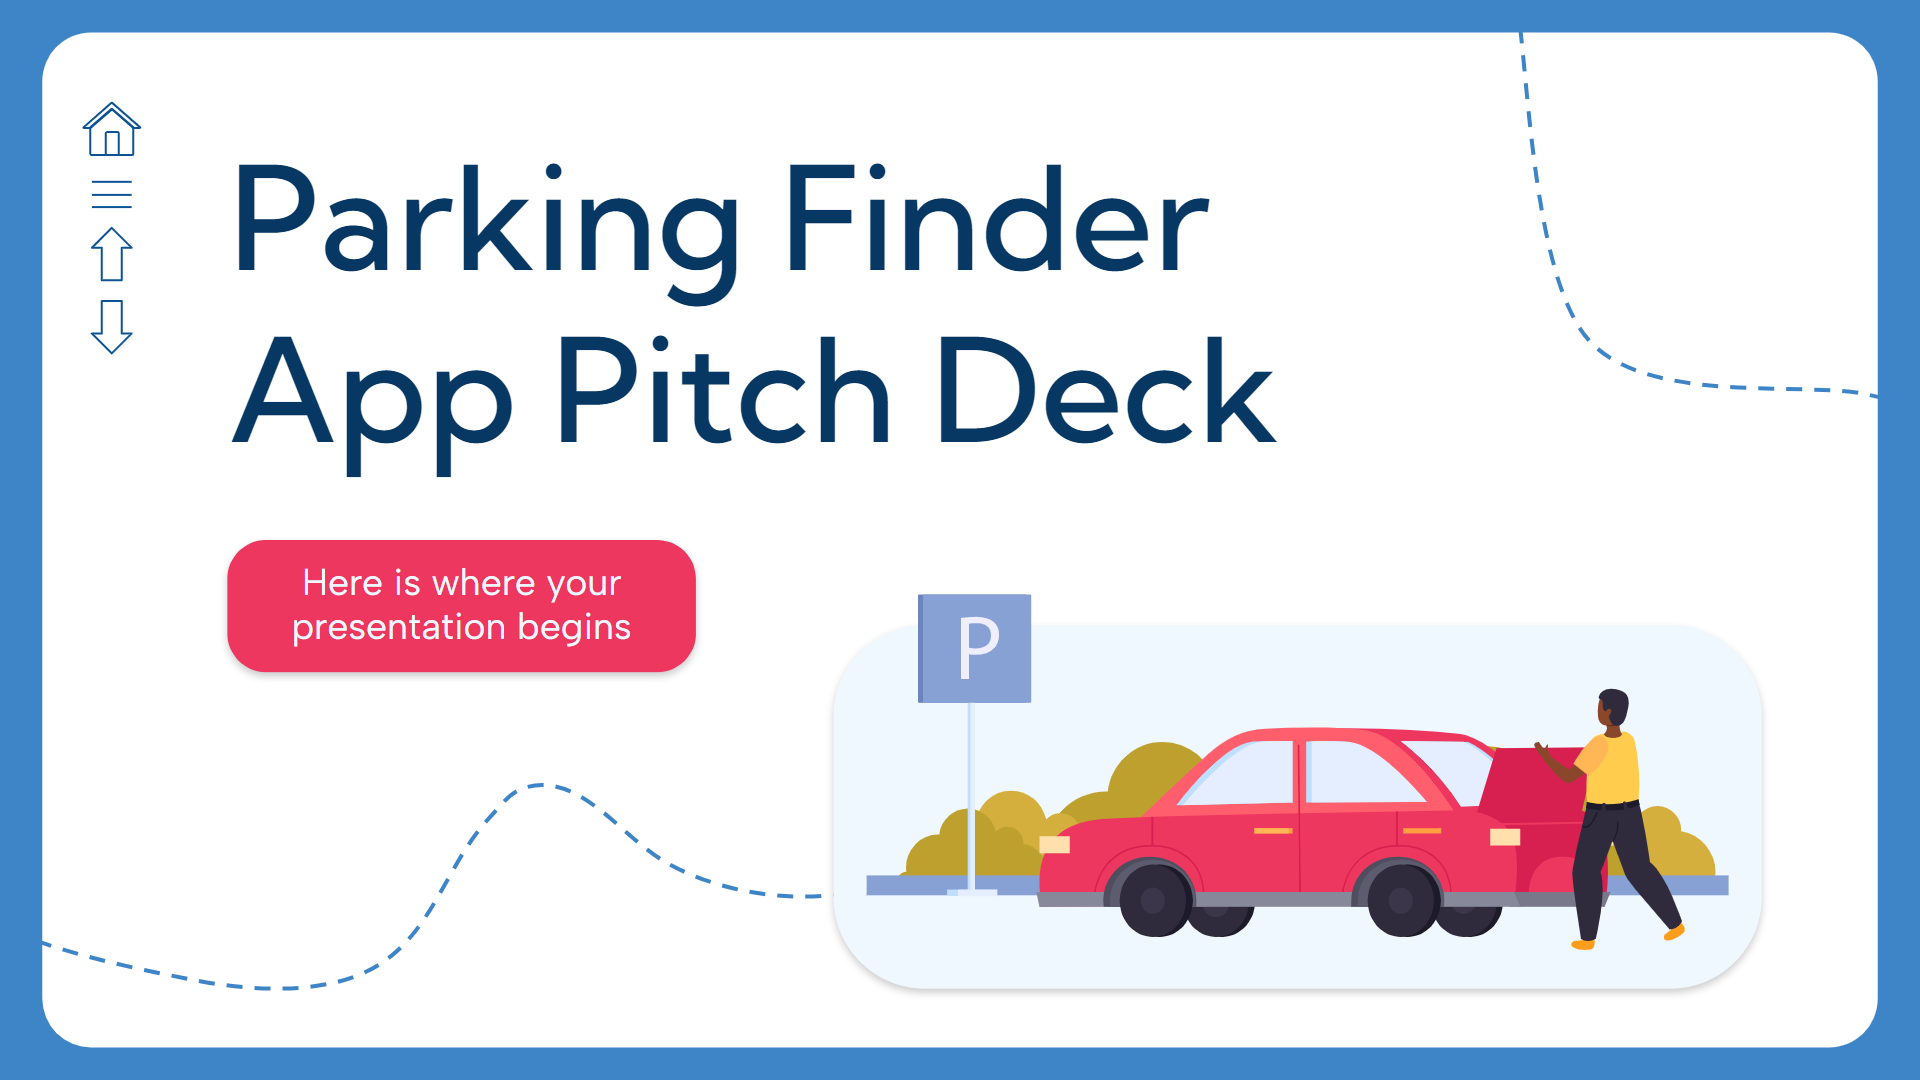 Parking Finder
App Pitch Deck
Here is where your
presentation begins
P